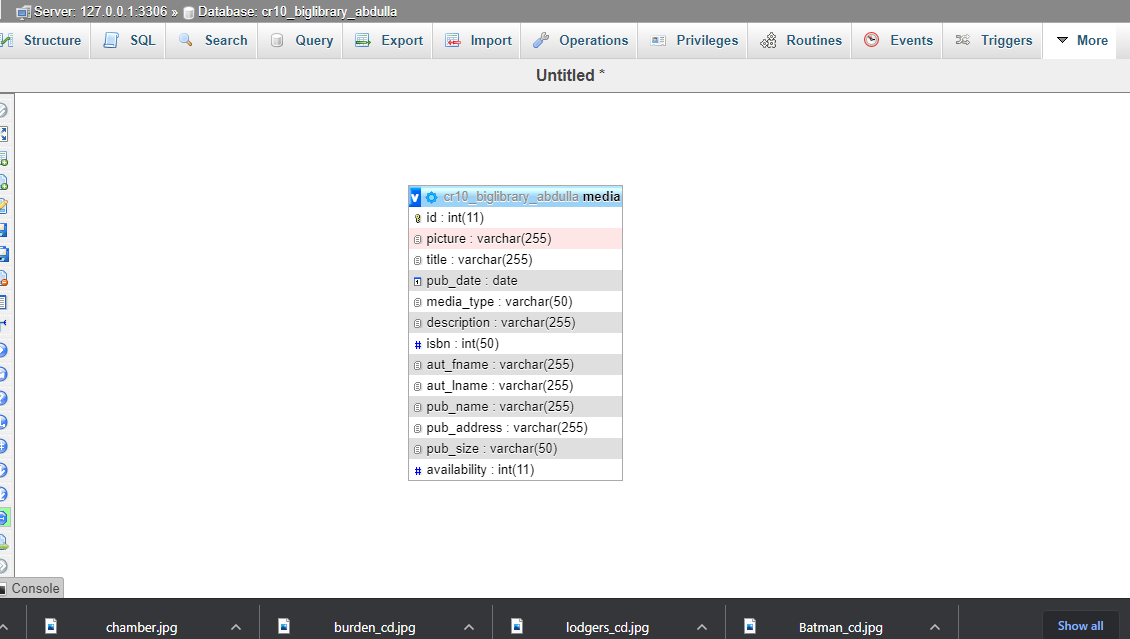 Server: 127.0.0.1:3306 » Database: cr10_biglibrary_abdulla
Structure SQL Search Query Export Import Operations Privileges Routines Events Triggers More
Untitled *
v cr10_biglibrary_abdulla media
id : int(11)
picture : varchar(255)
title : varchar(255)
pub_date : date
media_type : varchar(50)
description : varchar(255)
# isbn : int(50)
aut_fname : varchar(255)
aut_lname : varchar(255)
pub_name : varchar(255)
pub_address : varchar(255)
pub_size : varchar(50)
# availability : int(11)
Console
chamber.jpg burden_cd.jpg lodgers_cd.jpg Batman_cd.jpg Show all